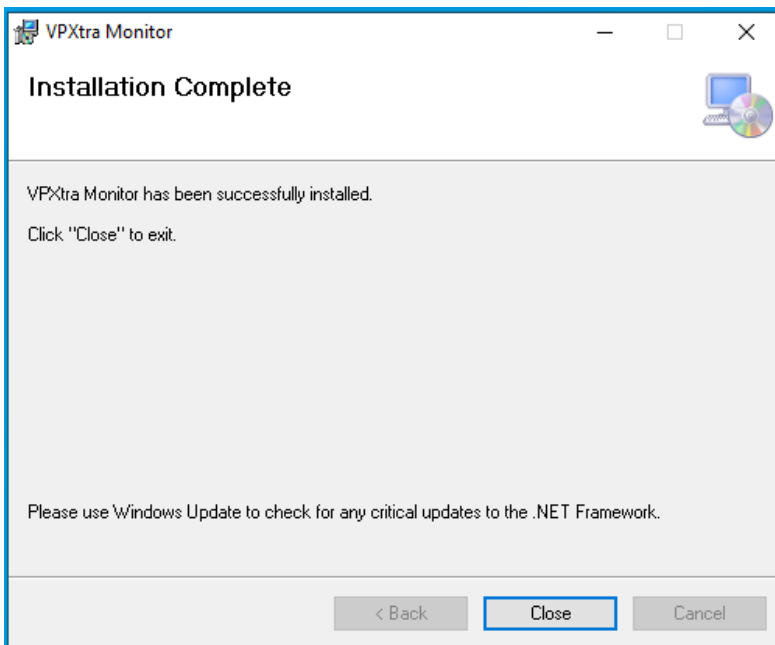 VPXtra Monitor
Installation Complete
VPXtra Monitor has been successfully installed.
Click "Close" to exit.
Please use Windows Update to check for any critical updates to the .NET Framework.
< Back
Close
Cancel